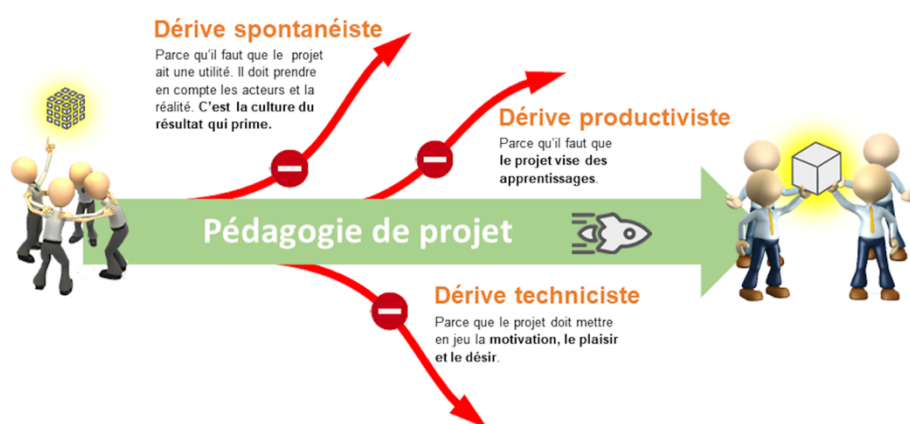 Dérive spontanéiste
Parce qu'il faut que le projet
ait une utilité. Il doit prendre
en compte les acteurs et la
réalité. C'est la culture du
résultat qui prime.
Dérive productiviste
Parce qu'il faut que
le projet vise des
apprentissages.
Pédagogie de projet
Dérive techniciste
Parce que le projet doit mettre
en jeu la motivation, le plaisir
et le désir.